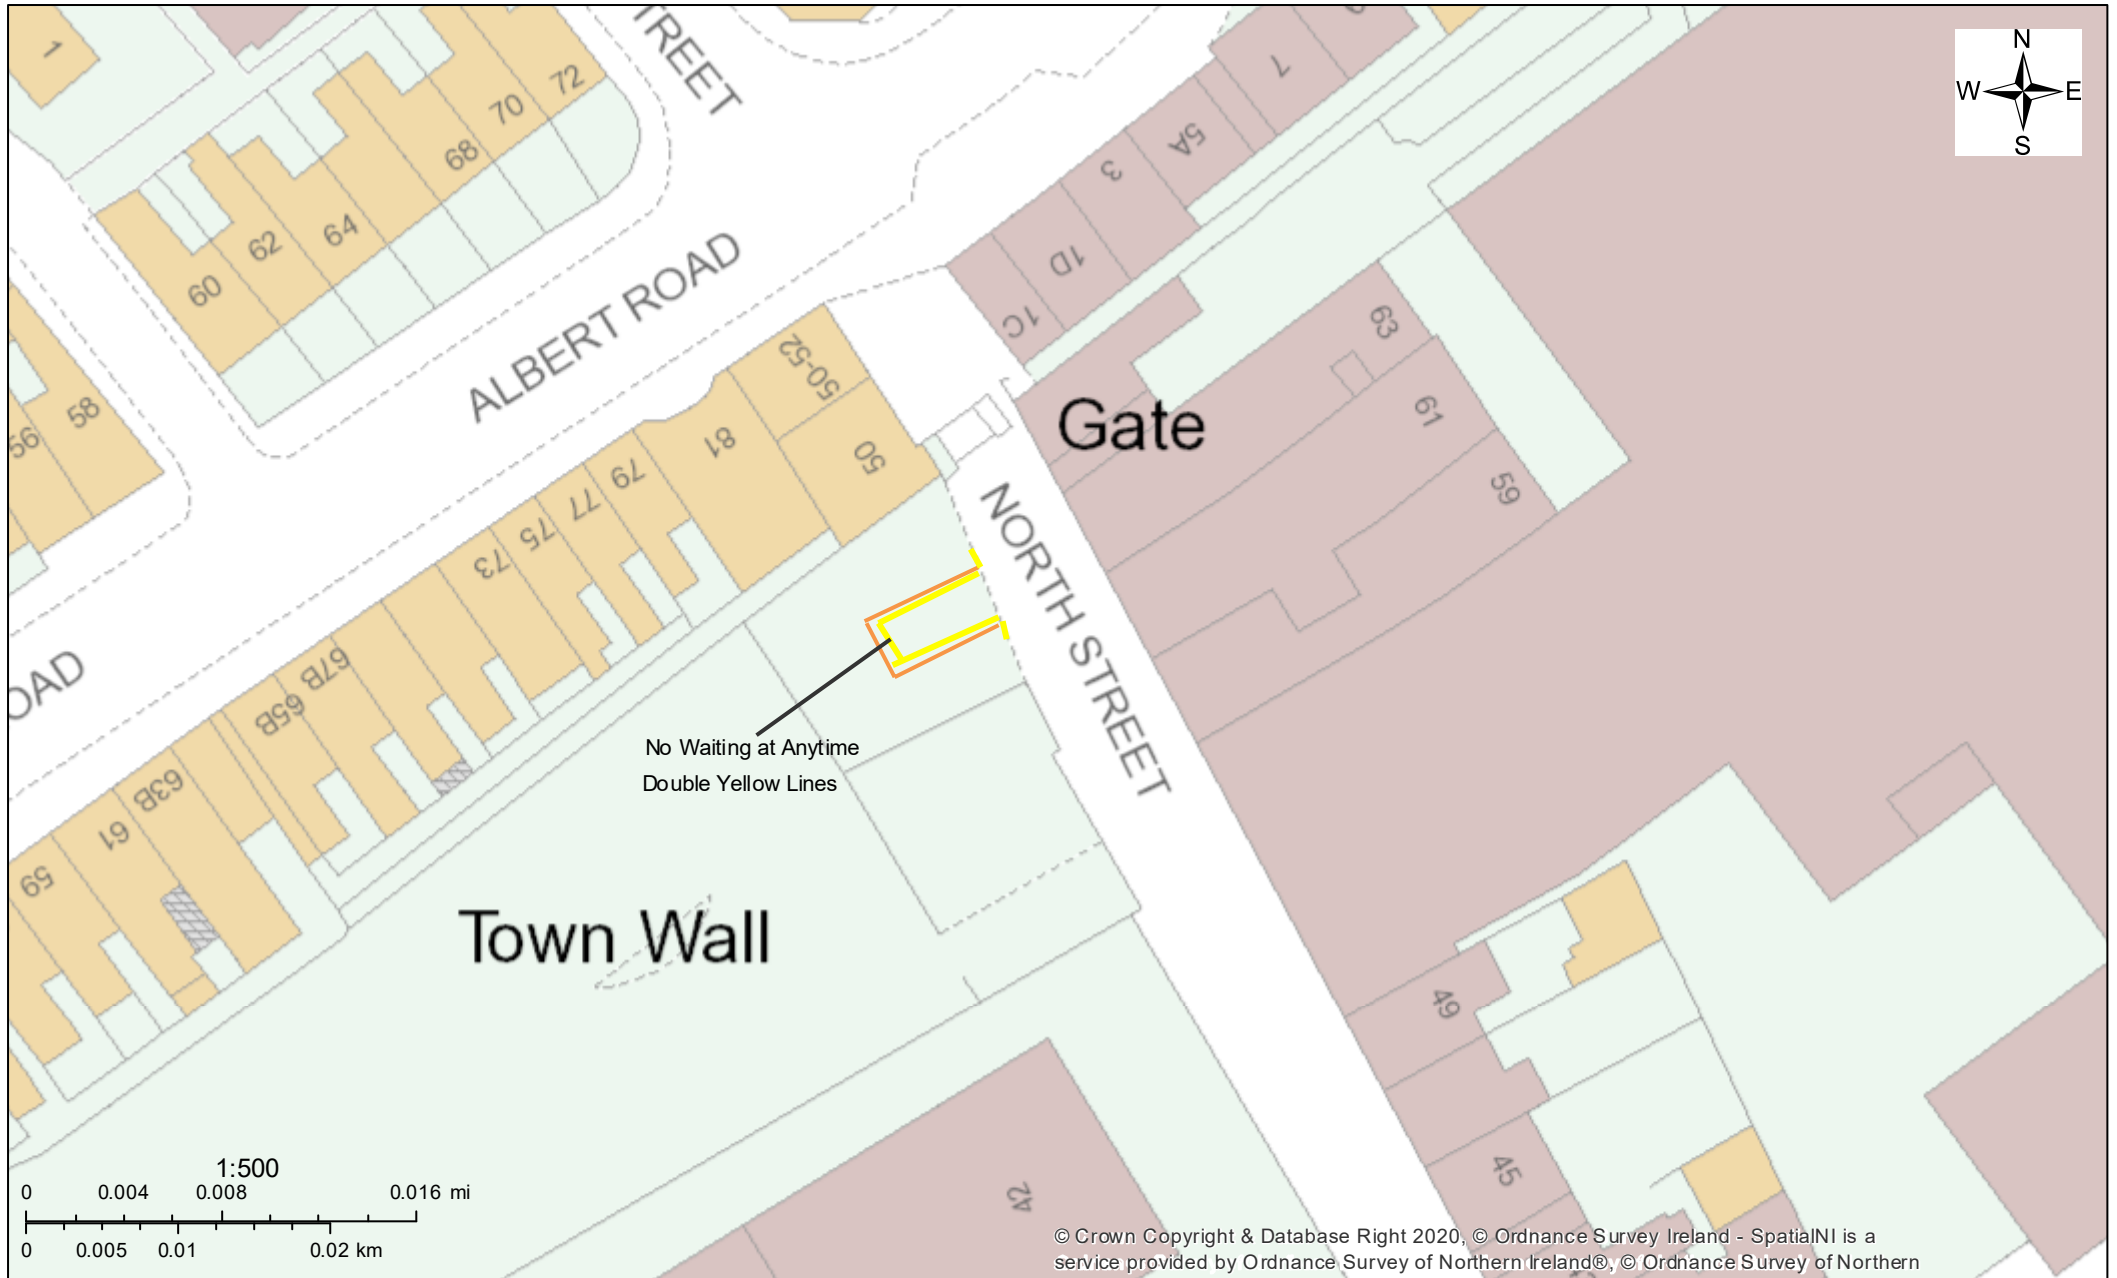 1
TREET
72
70
68
64
62
60
58
56
7
5A
3
1D
1C
N
W E
S
ALBERT ROAD
50-52
50
81
79
77
75
73
67B
65B
63B
61
59
OAD
Gate
63
61
59
NORTH STREET
No Waiting at Anytime
Double Yellow Lines
Town Wall
49
45
42
1:500
0 0.004 0.008 0.016 mi
0 0.005 0.01 0.02 km
© Crown Copyright & Database Right 2020, © Ordnance Survey Ireland - SpatialNI is a
service provided by Ordnance Survey of Northern Ireland®, © Ordnance Survey of Northern